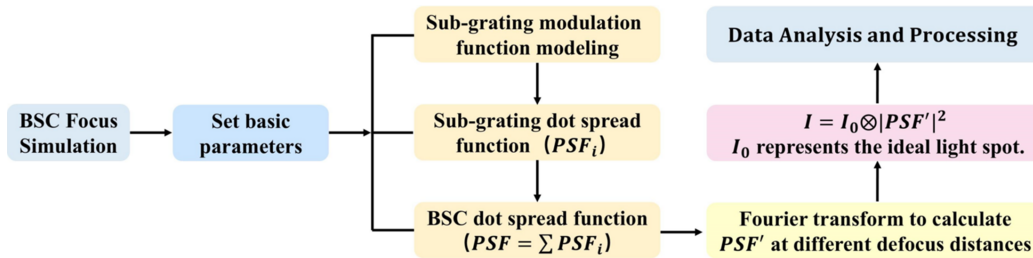 BSC Focus
Simulation
Set basic
parameters
Sub-grating modulation
function modeling
Sub-grating dot spread
function (PSF_i)
BSC dot spread function
(PSF = ∑ PSF_i)
Fourier transform to calculate
PSF′ at different defocus distances
I = I_0⊗|PSF′|^2
I_0 represents the ideal light spot.
Data Analysis and Processing